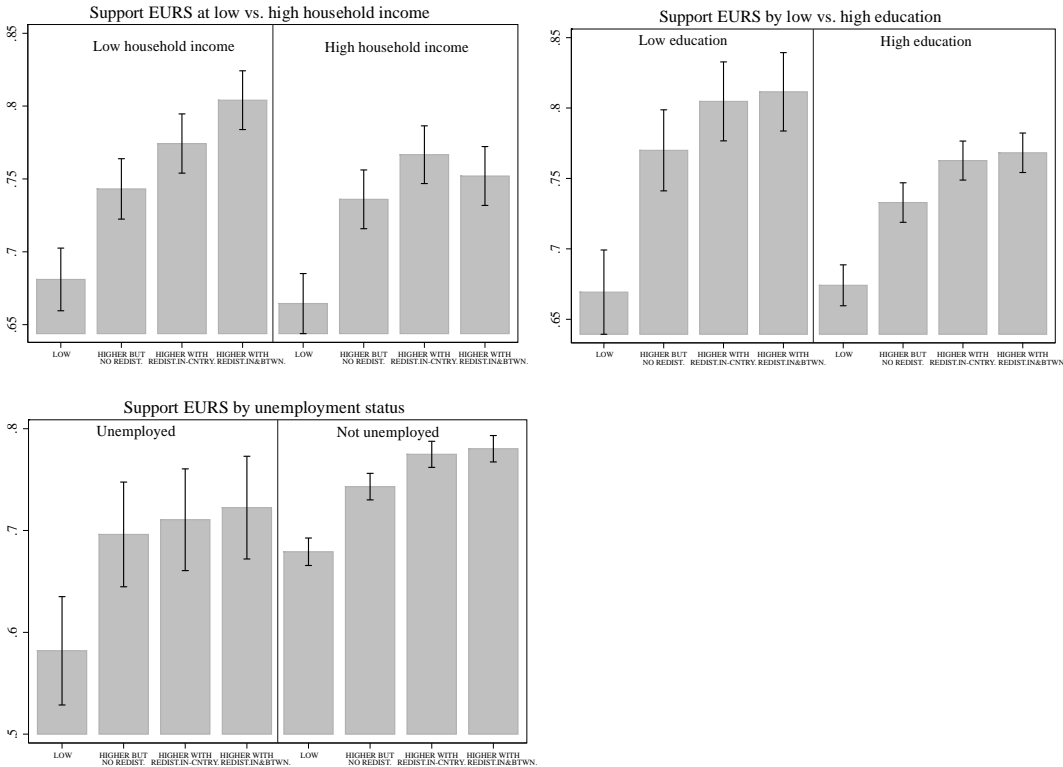 Support EURS at low vs. high household income
Low household income
High household income
.85
.8
.75
.7
.65
LOW
HIGHER BUT
NO REDIST.
HIGHER WITH
REDIST.IN-CNTRY.
HIGHER WITH
REDIST.IN&BTWN.
LOW
HIGHER BUT
NO REDIST.
HIGHER WITH
REDIST.IN-CNTRY.
HIGHER WITH
REDIST.IN&BTWN.
Support EURS by low vs. high education
Low education
High education
.85
.8
.75
.7
.65
LOW
HIGHER BUT
NO REDIST.
HIGHER WITH
REDIST.IN-CNTRY.
HIGHER WITH
REDIST.IN&BTWN.
LOW
HIGHER BUT
NO REDIST.
HIGHER WITH
REDIST.IN-CNTRY.
HIGHER WITH
REDIST.IN&BTWN.
Support EURS by unemployment status
Unemployed
Not unemployed
.8
.7
.6
.5
LOW
HIGHER BUT
NO REDIST.
HIGHER WITH
REDIST.IN-CNTRY.
HIGHER WITH
REDIST.IN&BTWN.
LOW
HIGHER BUT
NO REDIST.
HIGHER WITH
REDIST.IN-CNTRY.
HIGHER WITH
REDIST.IN&BTWN.